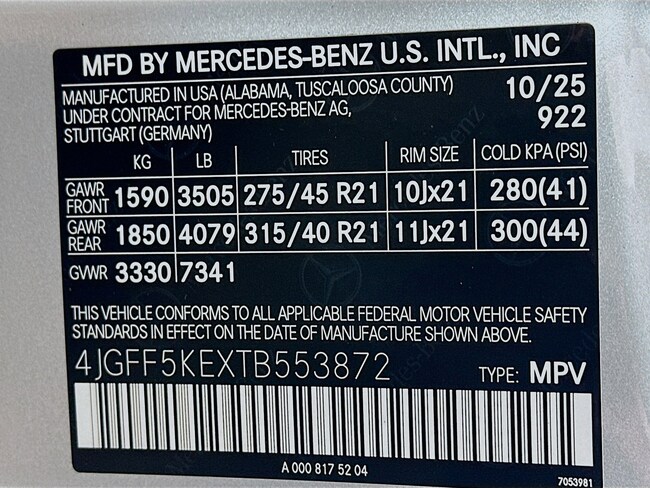 MFD BY MERCEDES-BENZ U.S. INTL., INC
MANUFACTURED IN USA (ALABAMA, TUSCALOOSA COUNTY) 10/25
UNDER CONTRACT FOR MERCEDES-BENZ AG, 922
STUTTGART (GERMANY)
KG LB TIRES RIM SIZE COLD KPA (PSI)
GAWR FRONT 1590 3505 275/45 R21 10Jx21 280(41)
GAWR REAR 1850 4079 315/40 R21 11Jx21 300(44)
GVWR 3330 7341
THIS VEHICLE CONFORMS TO ALL APPLICABLE FEDERAL MOTOR VEHICLE SAFETY
STANDARDS IN EFFECT ON THE DATE OF MANUFACTURE SHOWN ABOVE.
4JGFF5KEXTB553872 TYPE: MPV
A 000 817 52 04
7053981